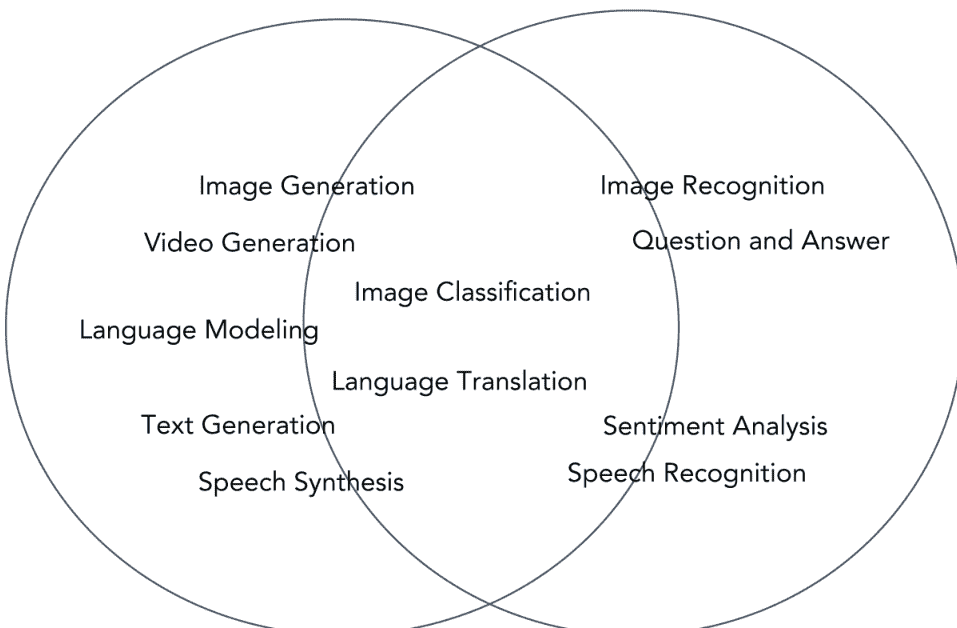 Image Generation
Image Recognition
Video Generation
Question and Answer
Image Classification
Language Modeling
Language Translation
Text Generation
Sentiment Analysis
Speech Synthesis
Speech Recognition